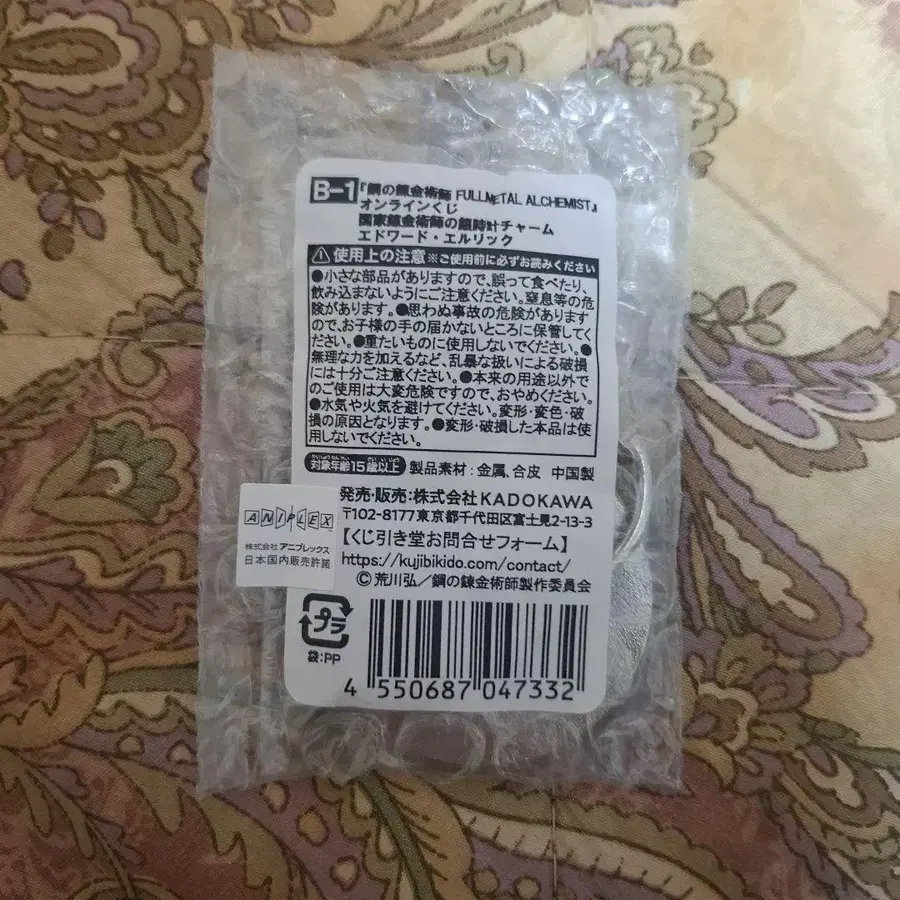 B-1
『鋼の錬金術師 FULLMETAL ALCHEMIST』
オンラインくじ
国家錬金術師の銀時計チャーム
エドワード・エルリック
⚠使用上の注意 ※ご使用前に必ずお読みください
●小さな部品がありますので、誤って食べたり、
飲み込まないようにご注意ください。窒息等の危
険があります。●思わぬ事故の危険があります
ので、お子様の手の届かないところに保管してく
ださい。●重たいものに使用しないでください。●
無理な力を加えるなど、乱暴な扱いによる破損
には十分ご注意ください。●本来の用途以外で
のご使用は大変危険ですので、おやめください。
●水気や火気を避けてください。変形・変色・破
損の原因となります。●変形・破損した本品は使
用しないでください。
対象年齢15歳以上 製品素材:金属、合皮 中国製
発売・販売:株式会社KADOKAWA
〒102-8177東京都千代田区富士見2-13-3
【くじ引き堂お問合せフォーム】
https://kujibikido.com/contact/
©荒川弘/鋼の錬金術師製作委員会
ANIPLEX
株式会社 アニプレックス
日本国内販売許諾
プラ
袋:PP
4 550687 047332